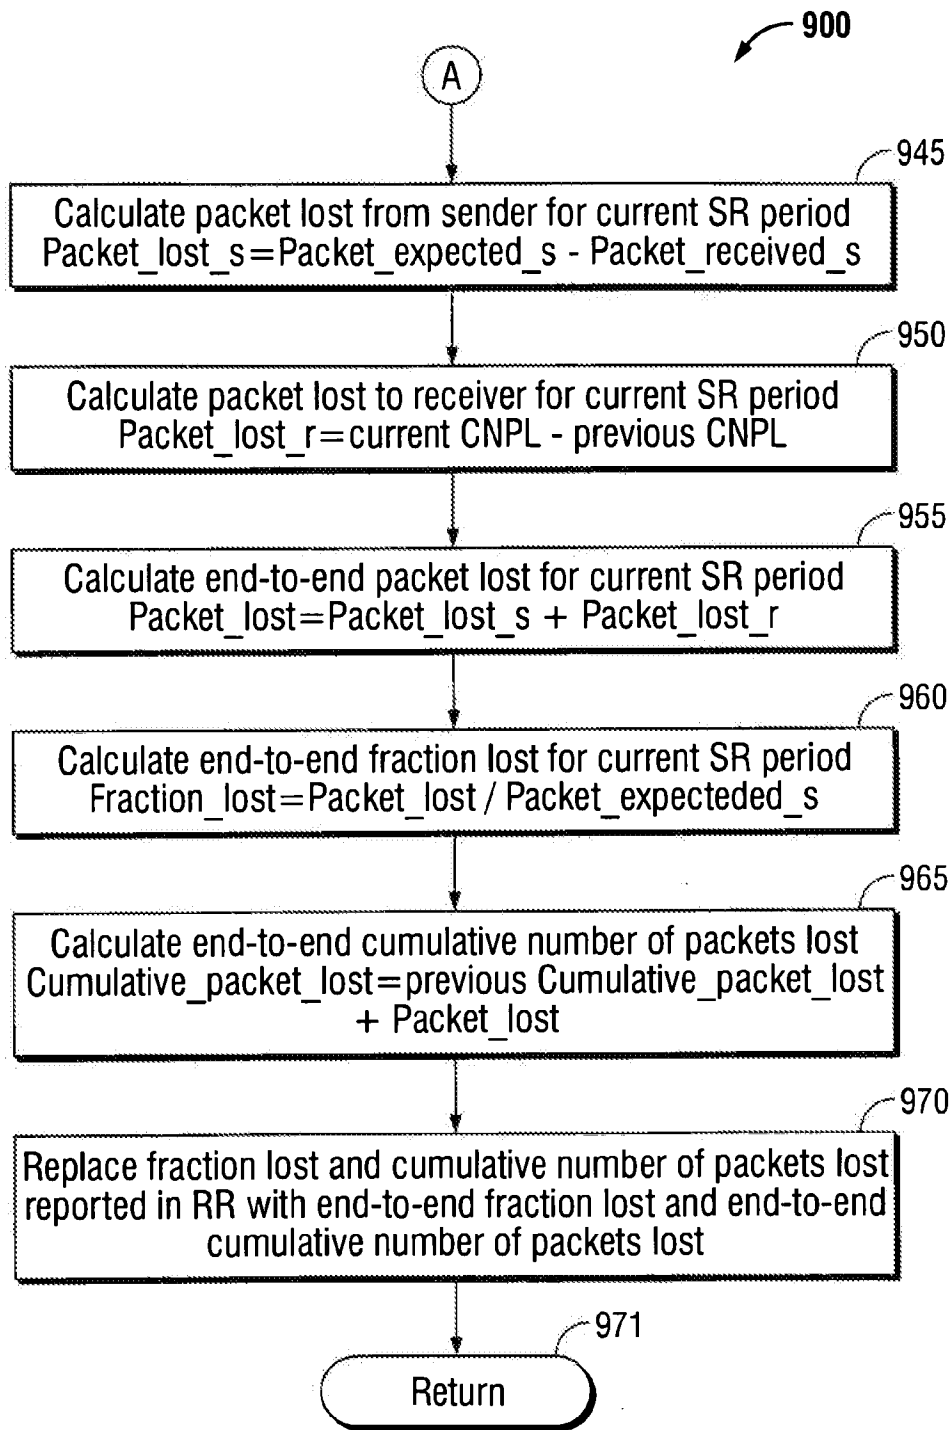 900
A
945
Calculate packet lost from sender for current SR period
Packet_lost_s=Packet_expected_s - Packet_received_s
950
Calculate packet lost to receiver for current SR period
Packet_lost_r=current CNPL - previous CNPL
955
Calculate end-to-end packet lost for current SR period
Packet_lost=Packet_lost_s + Packet_lost_r
960
Calculate end-to-end fraction lost for current SR period
Fraction_lost=Packet_lost / Packet_expecteded_s
965
Calculate end-to-end cumulative number of packets lost
Cumulative_packet_lost=previous Cumulative_packet_lost
+ Packet_lost
970
Replace fraction lost and cumulative number of packets lost
reported in RR with end-to-end fraction lost and end-to-end
cumulative number of packets lost
971
Return